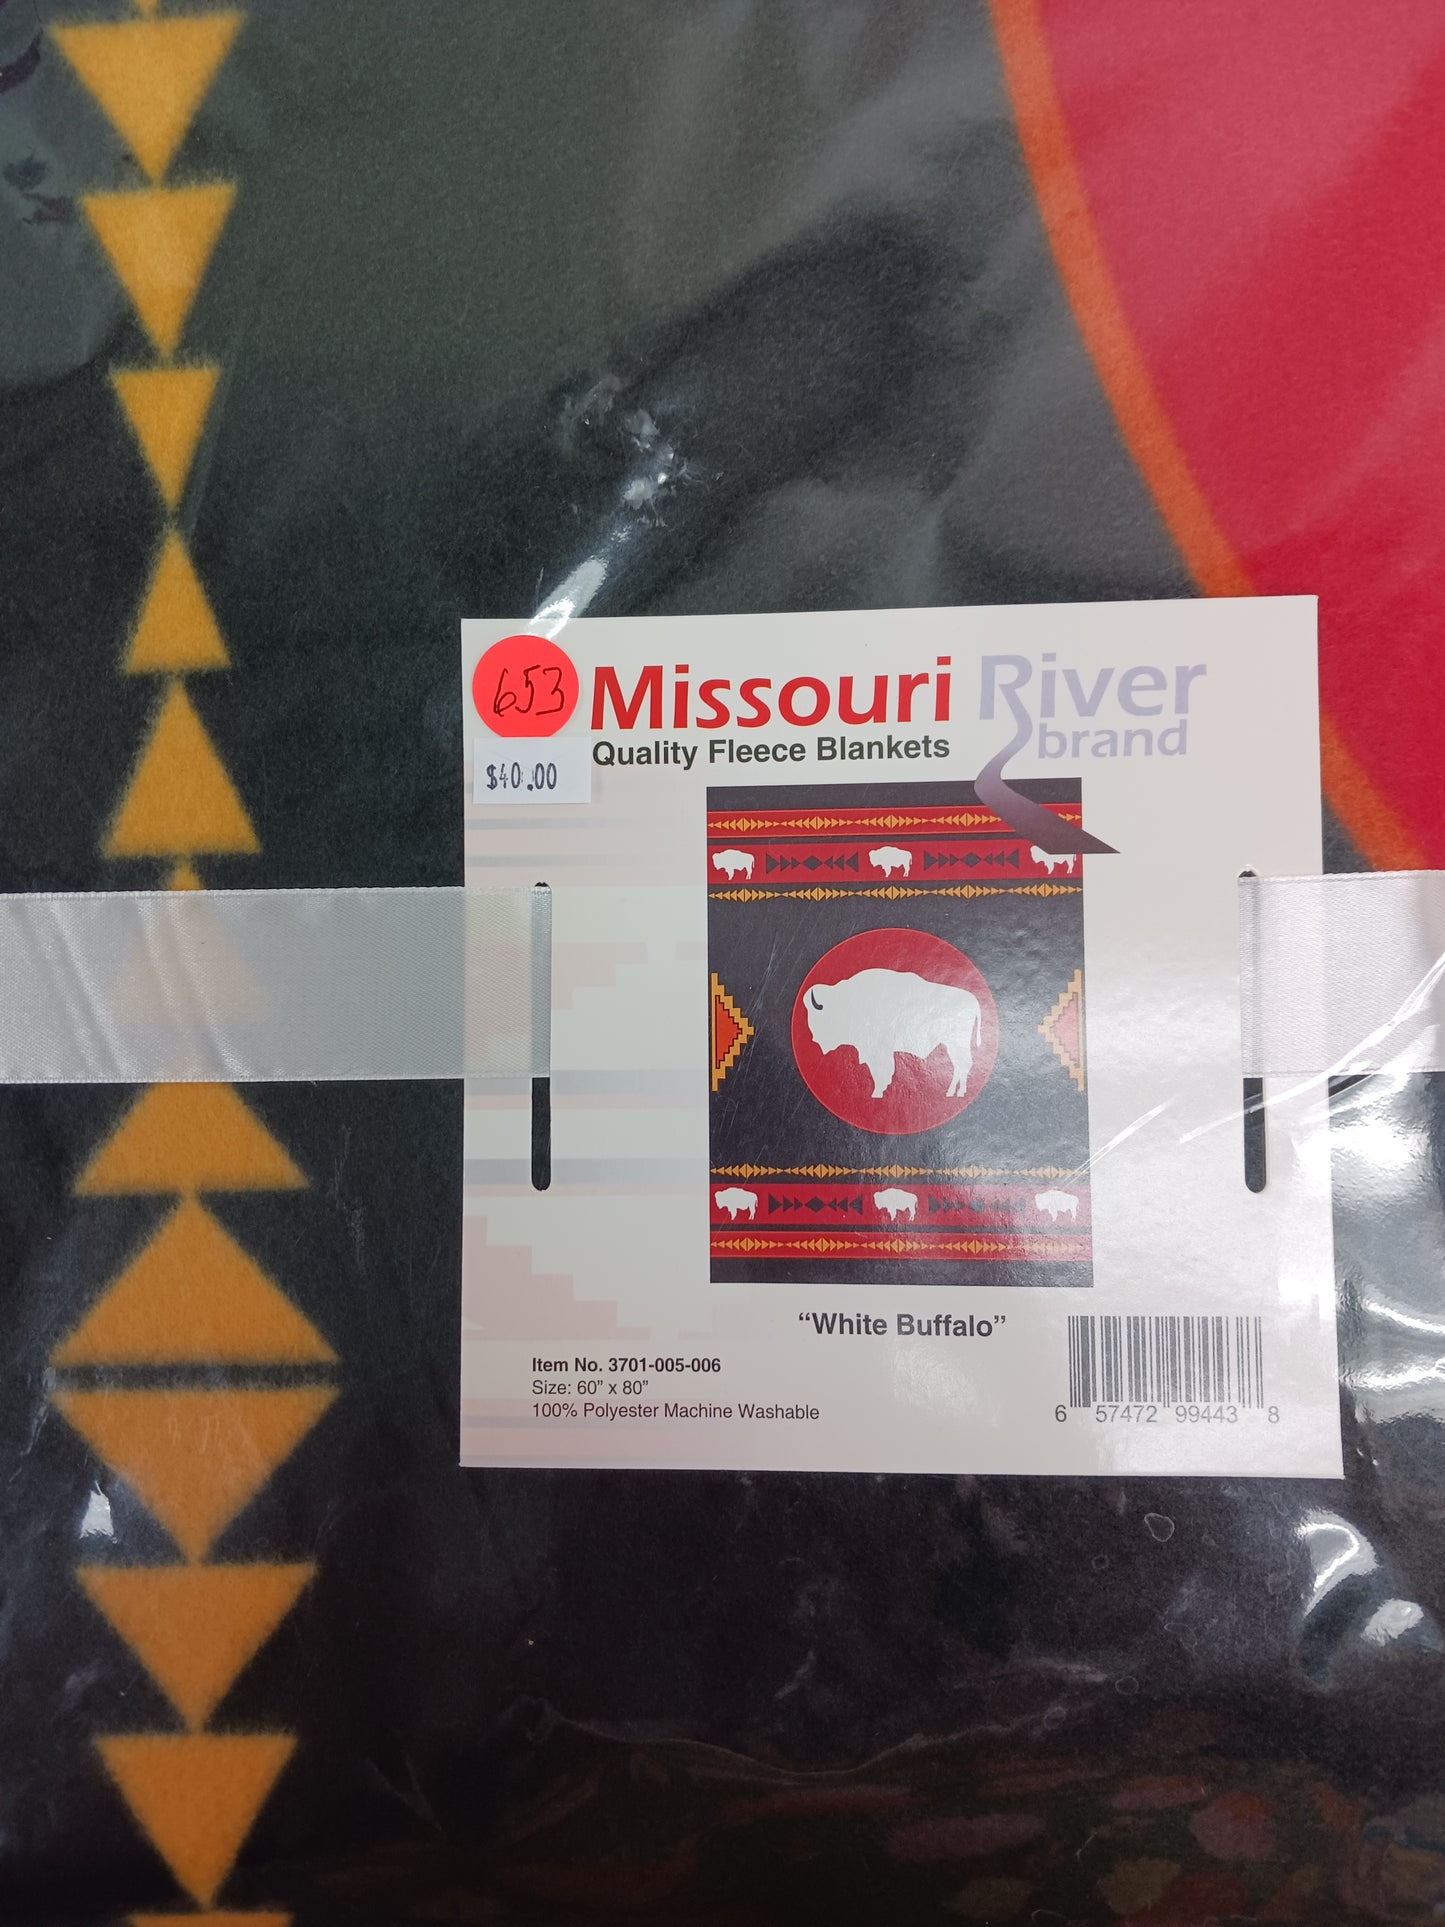 653
Missouri River
brand
Quality Fleece Blankets
$40.00
“White Buffalo”
Item No. 3701-005-006
Size: 60” x 80”
100% Polyester Machine Washable
6 57472 99443 8